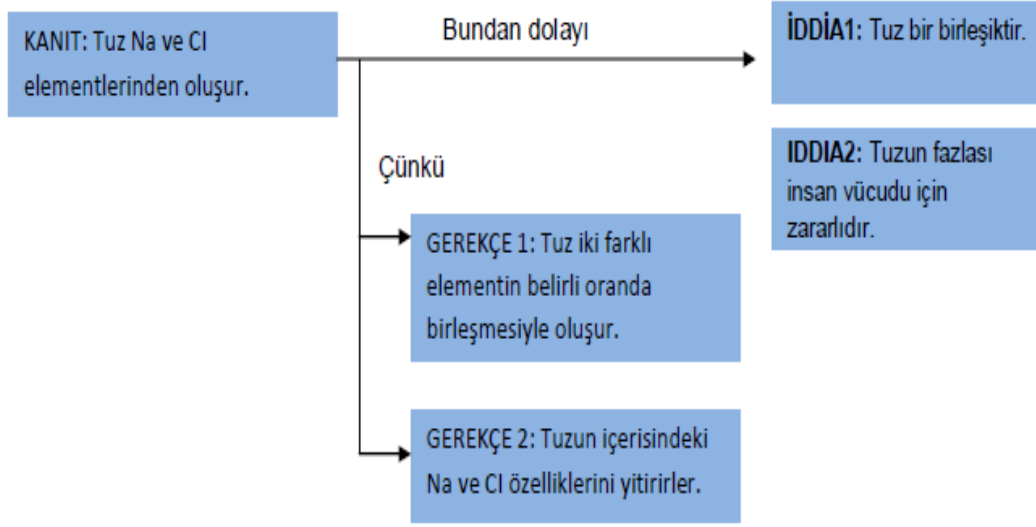 KANIT: Tuz Na ve CI
elementlerinden oluşur.
Bundan dolayı
İDDİA1: Tuz bir birleşiktir.
IDDIA2: Tuzun fazlası
insan vücudu için
zararlıdır.
Çünkü
GEREKÇE 1: Tuz iki farklı
elementin belirli oranda
birleşmesiyle oluşur.
GEREKÇE 2: Tuzun içerisindeki
Na ve CI özelliklerini yitirirler.